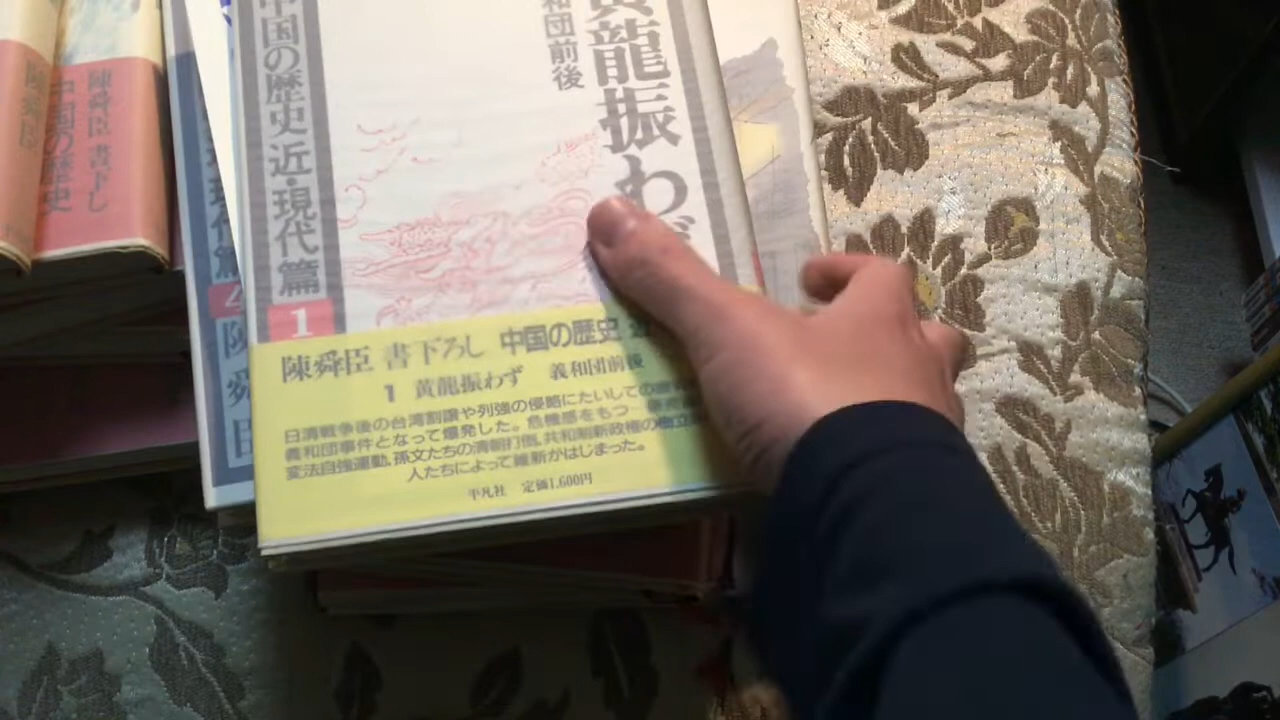 陳舜臣 書下ろし
中国の歴史
中国の歴史 近・現代篇
1
黄龍振わ
和団前後
現代篇
4
陳舜臣
陳舜臣 書下ろし 中国の歴史
1 黄龍振わず 義和団前後
日清戦争後の台湾割譲や列強の侵略にたいしての
義和団事件となって爆発した。危機感をもつ
変法自強運動、孫文たちの清朝打倒、共和制新政権の
人たちによって維新がはじまった。
平凡社 定価1,600円